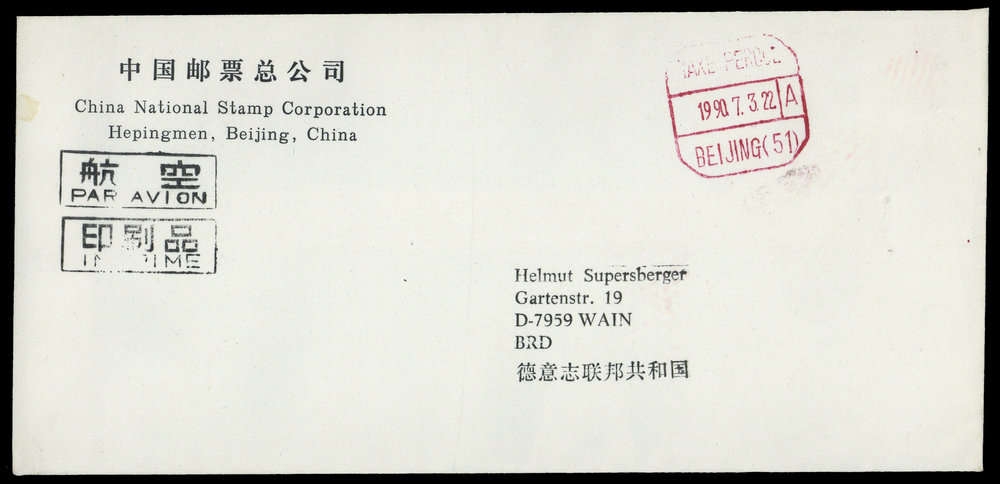 中国邮票总公司
China National Stamp Corporation
Hepingmen, Beijing, China
航 空
PAR AVION
印刷品
TAXE PERCUE
1990.7.3.22 A
BEIJING(51)
Helmut Supersberger
Gartenstr. 19
D-7959 WAIN
BRD
德意志联邦共和国